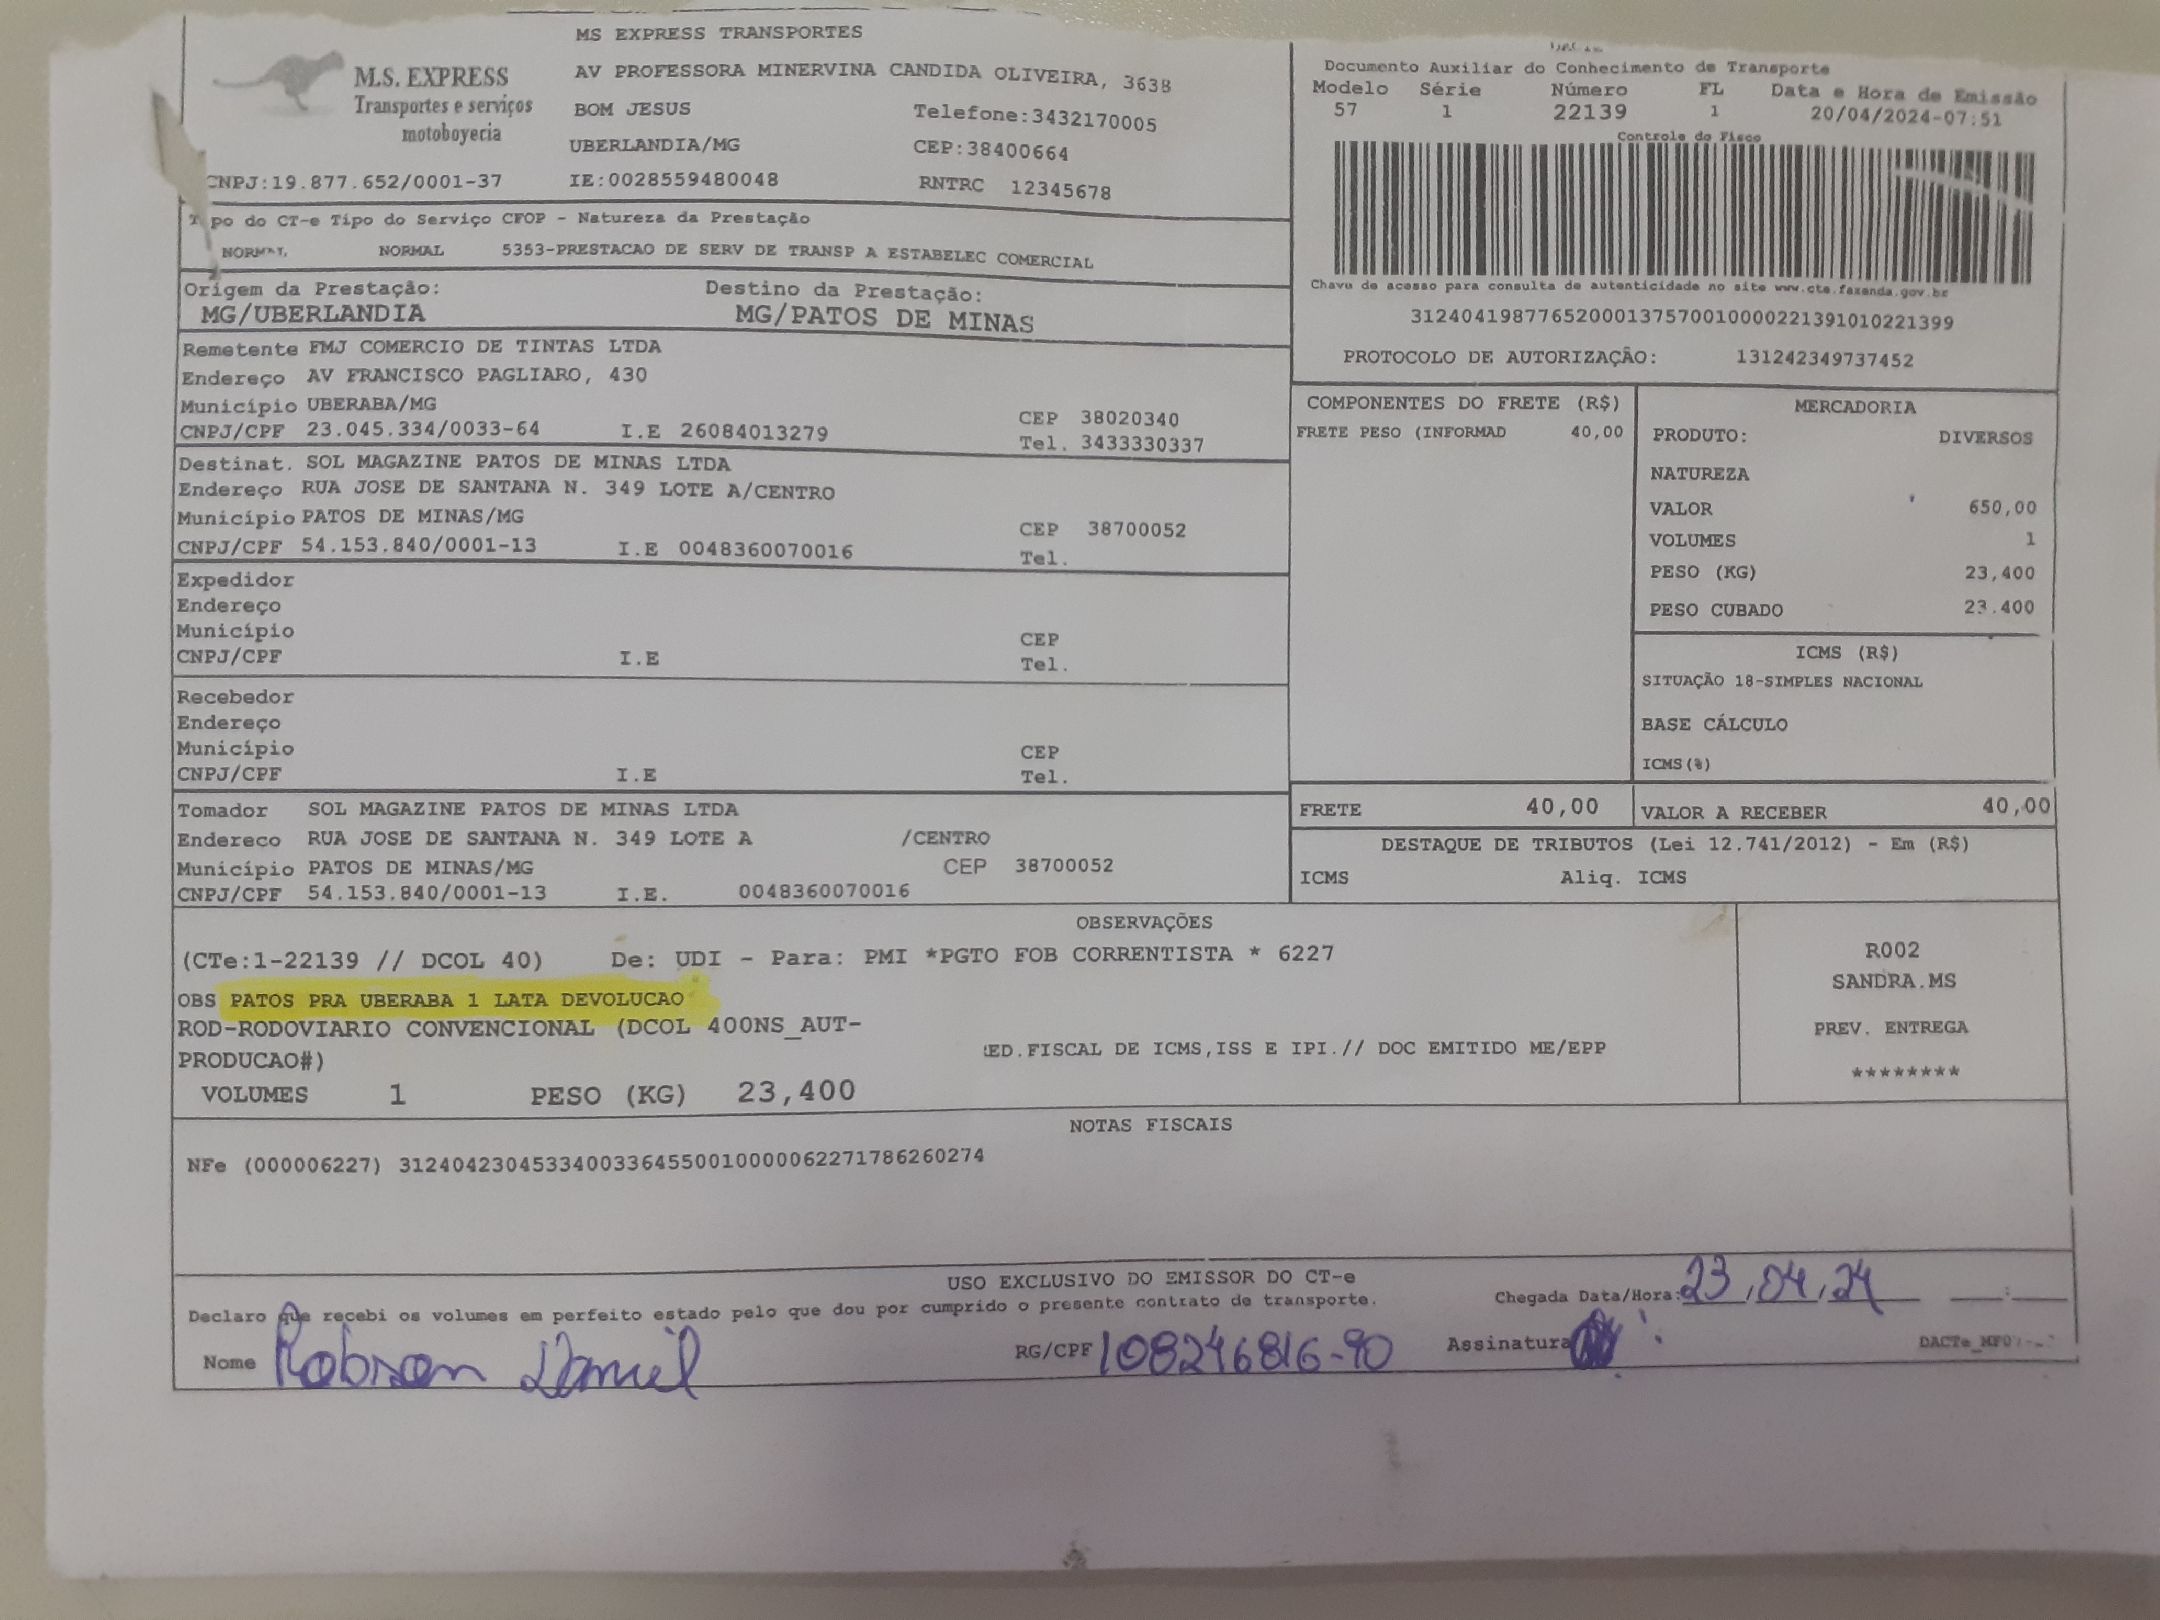 M.S. EXPRESS
Transportes e serviços
motoboyecia
CNPJ:19.877.652/0001-37
MS EXPRESS TRANSPORTES
AV PROFESSORA MINERVINA CANDIDA OLIVEIRA, 3638
BOM JESUS Telefone:3432170005
UBERLANDIA/MG CEP:38400664
IE:0028559480048 RNTRC 12345678
Documento Auxiliar do Conhecimento de Transporte
Modelo Série Número FL Data e Hora de Emissão
57 1 22139 1 20/04/2024-07:51
Controle do Fisco
Chave de acesso para consulta de autenticidade no site www.cte.fazenda.gov.br
31240419877652000137570010000221391010221399
PROTOCOLO DE AUTORIZAÇÃO: 131242349737452
Tipo do CT-e Tipo do Serviço CFOP - Natureza da Prestação
NORMAL NORMAL 5353-PRESTACAO DE SERV DE TRANSP A ESTABELEC COMERCIAL
Origem da Prestação: Destino da Prestação:
MG/UBERLANDIA MG/PATOS DE MINAS
Remetente FMJ COMERCIO DE TINTAS LTDA
Endereço AV FRANCISCO PAGLIARO, 430
Município UBERABA/MG CEP 38020340
CNPJ/CPF 23.045.334/0033-64 I.E 26084013279 Tel. 3433330337
Destinat. SOL MAGAZINE PATOS DE MINAS LTDA
Endereço RUA JOSE DE SANTANA N. 349 LOTE A/CENTRO
Município PATOS DE MINAS/MG CEP 38700052
CNPJ/CPF 54.153.840/0001-13 I.E 0048360070016 Tel.
Expedidor
Endereço
Município CEP
CNPJ/CPF I.E Tel.
Recebedor
Endereço
Município CEP
CNPJ/CPF I.E Tel.
Tomador SOL MAGAZINE PATOS DE MINAS LTDA
Endereco RUA JOSE DE SANTANA N. 349 LOTE A /CENTRO
Município PATOS DE MINAS/MG CEP 38700052
CNPJ/CPF 54.153.840/0001-13 I.E. 0048360070016
COMPONENTES DO FRETE (R$)
FRETE PESO (INFORMAD 40,00
MERCADORIA
PRODUTO: DIVERSOS
NATUREZA
VALOR 650,00
VOLUMES 1
PESO (KG) 23,400
PESO CUBADO 23.400
ICMS (R$)
SITUAÇÃO 18-SIMPLES NACIONAL
BASE CÁLCULO
ICMS(%)
FRETE 40,00 VALOR A RECEBER 40,00
DESTAQUE DE TRIBUTOS (Lei 12.741/2012) - Em (R$)
ICMS Aliq. ICMS
OBSERVAÇÕES
(CTe:1-22139 // DCOL 40) De: UDI - Para: PMI *PGTO FOB CORRENTISTA * 6227
OBS PATOS PRA UBERABA 1 LATA DEVOLUCAO
ROD-RODOVIARIO CONVENCIONAL (DCOL 400NS_AUT-
PRODUCAO#) ED.FISCAL DE ICMS,ISS E IPI.// DOC EMITIDO ME/EPP
VOLUMES 1 PESO (KG) 23,400
R002
SANDRA.MS
PREV. ENTREGA
********
NOTAS FISCAIS
NFe (000006227) 31240423045334003364550010000062271786260274
USO EXCLUSIVO DO EMISSOR DO CT-e
Declaro que recebi os volumes em perfeito estado pelo que dou por cumprido o presente contrato de transporte. Chegada Data/Hora: 23/04/24 __:__
Nome Robson Daniel RG/CPF 108246816-90 Assinatura